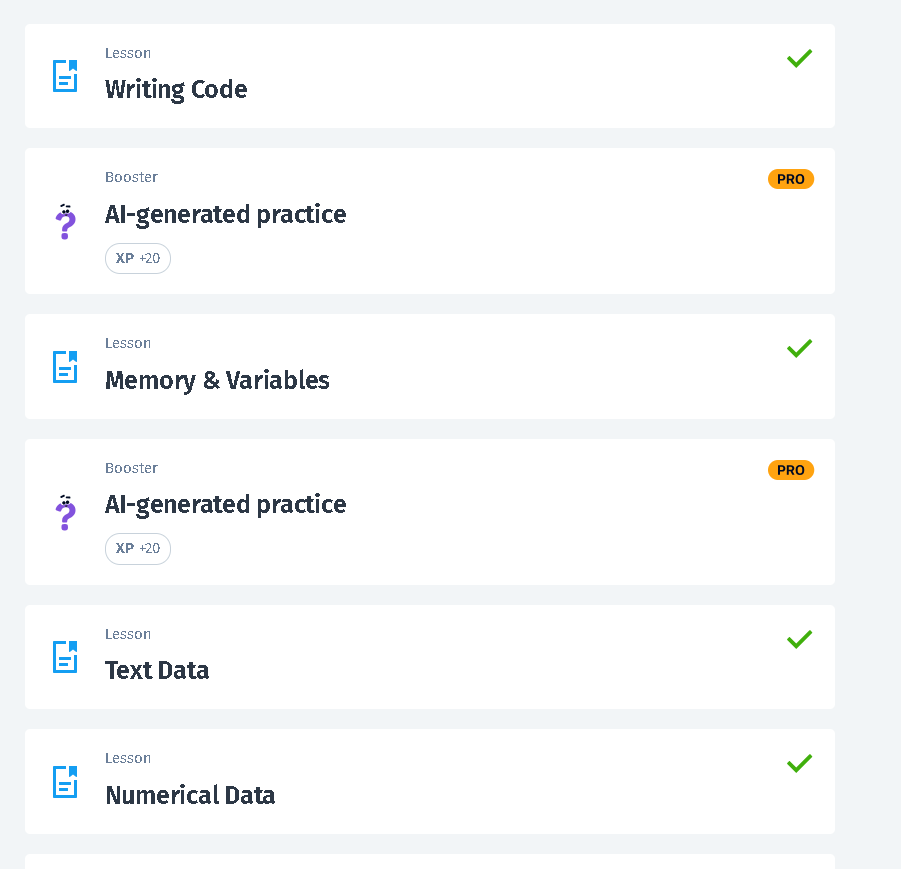 Lesson
Writing Code
Booster
PRO
AI-generated practice
XP +20
Lesson
Memory & Variables
Booster
PRO
AI-generated practice
XP +20
Lesson
Text Data
Lesson
Numerical Data